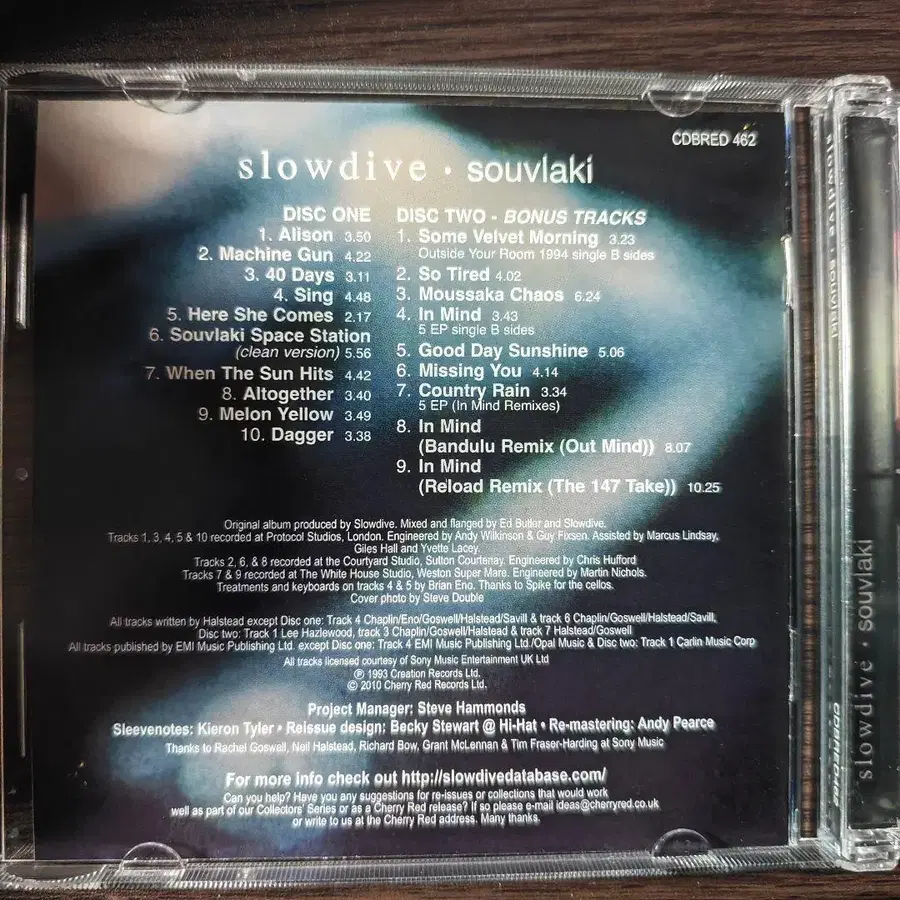 CDBRED 462
slowdive · souvlaki
DISC ONE
1. Alison 3.50
2. Machine Gun 4.22
3. 40 Days 3.11
4. Sing 4.48
5. Here She Comes 2.17
6. Souvlaki Space Station
(clean version) 5.56
7. When The Sun Hits 4.42
8. Altogether 3.40
9. Melon Yellow 3.49
10. Dagger 3.38
DISC TWO - BONUS TRACKS
1. Some Velvet Morning 3.23
Outside Your Room 1994 single B sides
2. So Tired 4.02
3. Moussaka Chaos 6.24
4. In Mind 3.43
5 EP single B sides
5. Good Day Sunshine 5.06
6. Missing You 4.14
7. Country Rain 3.34
5 EP (In Mind Remixes)
8. In Mind
(Bandulu Remix (Out Mind)) 8.07
9. In Mind
(Reload Remix (The 147 Take)) 10.25
Original album produced by Slowdive. Mixed and flanged by Ed Butler and Slowdive.
Tracks 1, 3, 4, 5 & 10 recorded at Protocol Studios, London. Engineered by Andy Wilkinson & Guy Fixsen. Assisted by Marcus Lindsay,
Giles Hall and Yvette Lacey.
Tracks 2, 6, & 8 recorded at the Courtyard Studio, Sutton Courtenay. Engineered by Chris Hufford
Tracks 7 & 9 recorded at The White House Studio, Weston Super Mare. Engineered by Martin Nichols.
Treatments and keyboards on tracks 4 & 5 by Brian Eno. Thanks to Spike for the cellos.
Cover photo by Steve Double
All tracks written by Halstead except Disc one: Track 4 Chaplin/Eno/Goswell/Halstead/Savill & track 6 Chaplin/Goswell/Halstead/Savill,
Disc two: Track 1 Lee Hazlewood, track 3 Chaplin/Goswell/Halstead & track 7 Halstead/Goswell
All tracks published by EMI Music Publishing Ltd. except Disc one: Track 4 EMI Music Publishing Ltd./Opal Music & Disc two: Track 1 Carlin Music Corp
All tracks licensed courtesy of Sony Music Entertainment UK Ltd
℗ 1993 Creation Records Ltd.
© 2010 Cherry Red Records Ltd.
Project Manager: Steve Hammonds
Sleevenotes: Kieron Tyler • Reissue design: Becky Stewart @ Hi-Hat • Re-mastering: Andy Pearce
Thanks to Rachel Goswell, Neil Halstead, Richard Bow, Grant McLennan & Tim Fraser-Harding at Sony Music
For more info check out http://slowdivedatabase.com/
Can you help? Have you any suggestions for re-issues or collections that would work
well as part of our Collectors' Series or as a Cherry Red release? If so please e-mail ideas@cherryred.co.uk
or write to us at the Cherry Red address. Many thanks.
slowdive · souvlaki
slowdive · souvlaki
CDBRED462